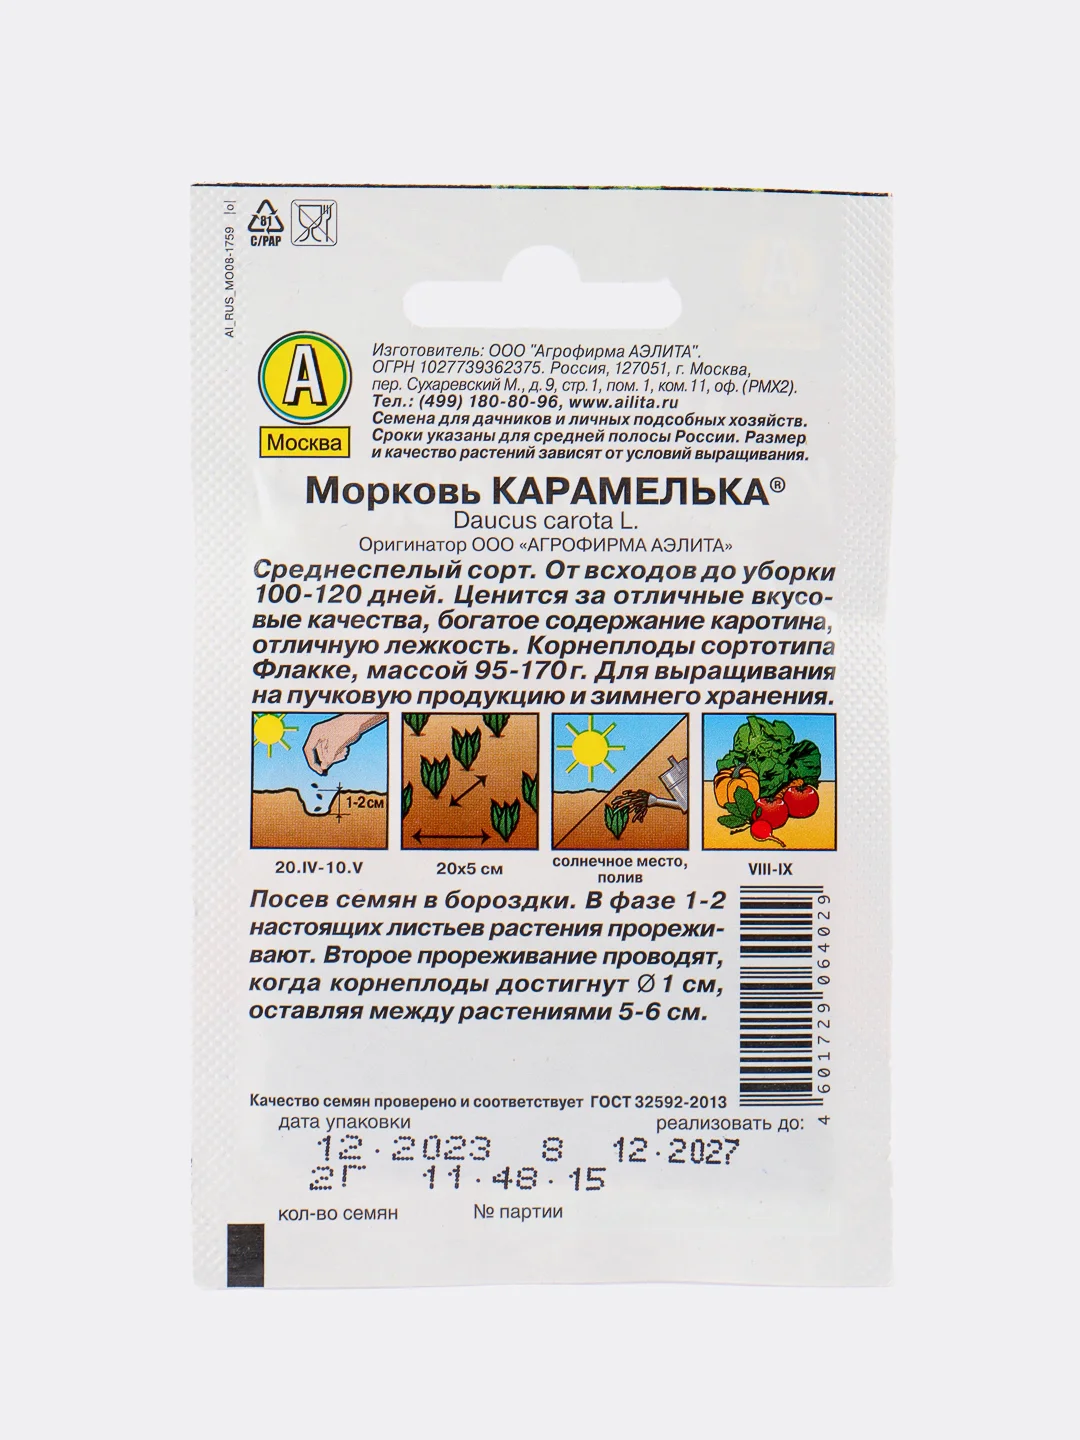 AI_RUS_MO08-1759 |o|
81
C/PAP
А
Москва
Изготовитель: ООО "Агрофирма АЭЛИТА".
ОГРН 1027739362375. Россия, 127051, г. Москва,
пер. Сухаревский М., д. 9, стр. 1, пом. 1, ком. 11, оф. (РМХ2).
Тел.: (499) 180-80-96, www.ailita.ru
Семена для дачников и личных подсобных хозяйств.
Сроки указаны для средней полосы России. Размер
и качество растений зависят от условий выращивания.
Морковь КАРАМЕЛЬКА®
Daucus carota L.
Оригинатор ООО «АГРОФИРМА АЭЛИТА»
Среднеспелый сорт. От всходов до уборки
100-120 дней. Ценится за отличные вкусо-
вые качества, богатое содержание каротина,
отличную лежкость. Корнеплоды сортотипа
Флакке, массой 95-170 г. Для выращивания
на пучковую продукцию и зимнего хранения.
1-2 см
20.IV-10.V
20x5 см
солнечное место,
полив
VIII-IX
Посев семян в бороздки. В фазе 1-2
настоящих листьев растения прорежи-
вают. Второе прореживание проводят,
когда корнеплоды достигнут Ø 1 см,
оставляя между растениями 5-6 см.
4 601729 064029
Качество семян проверено и соответствует ГОСТ 32592-2013
дата упаковки реализовать до:
12.2023 8 12.2027
2Г 11.48.15
кол-во семян № партии